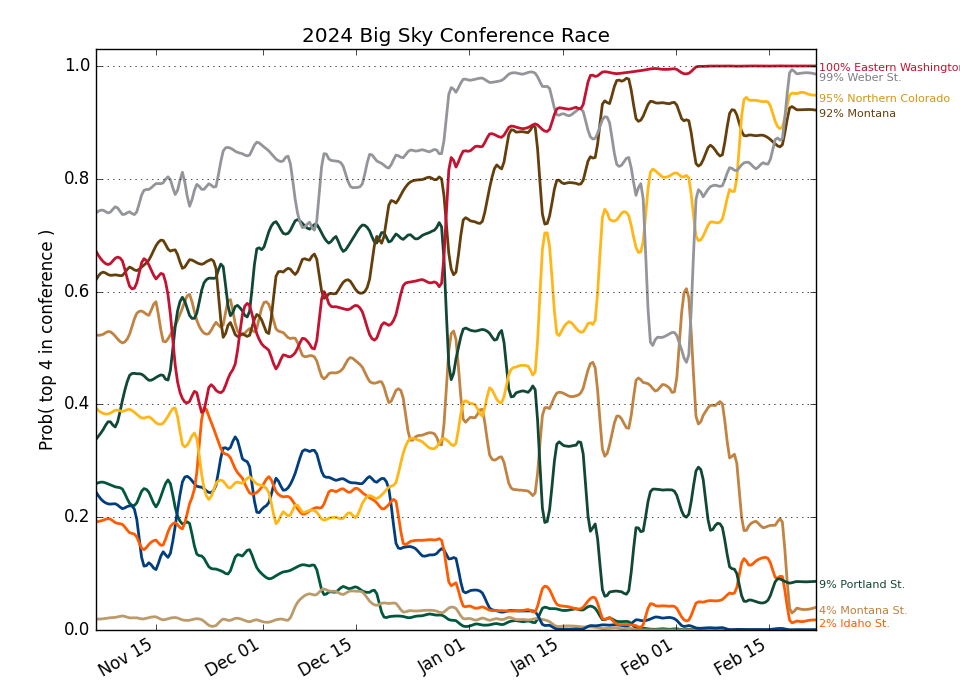 2024 Big Sky Conference Race
Prob( top 4 in conference )
1.0
0.8
0.6
0.4
0.2
0.0
Nov 15
Dec 01
Dec 15
Jan 01
Jan 15
Feb 01
Feb 15
100% Eastern Washington
99% Weber St.
95% Northern Colorado
92% Montana
9% Portland St.
4% Montana St.
2% Idaho St.